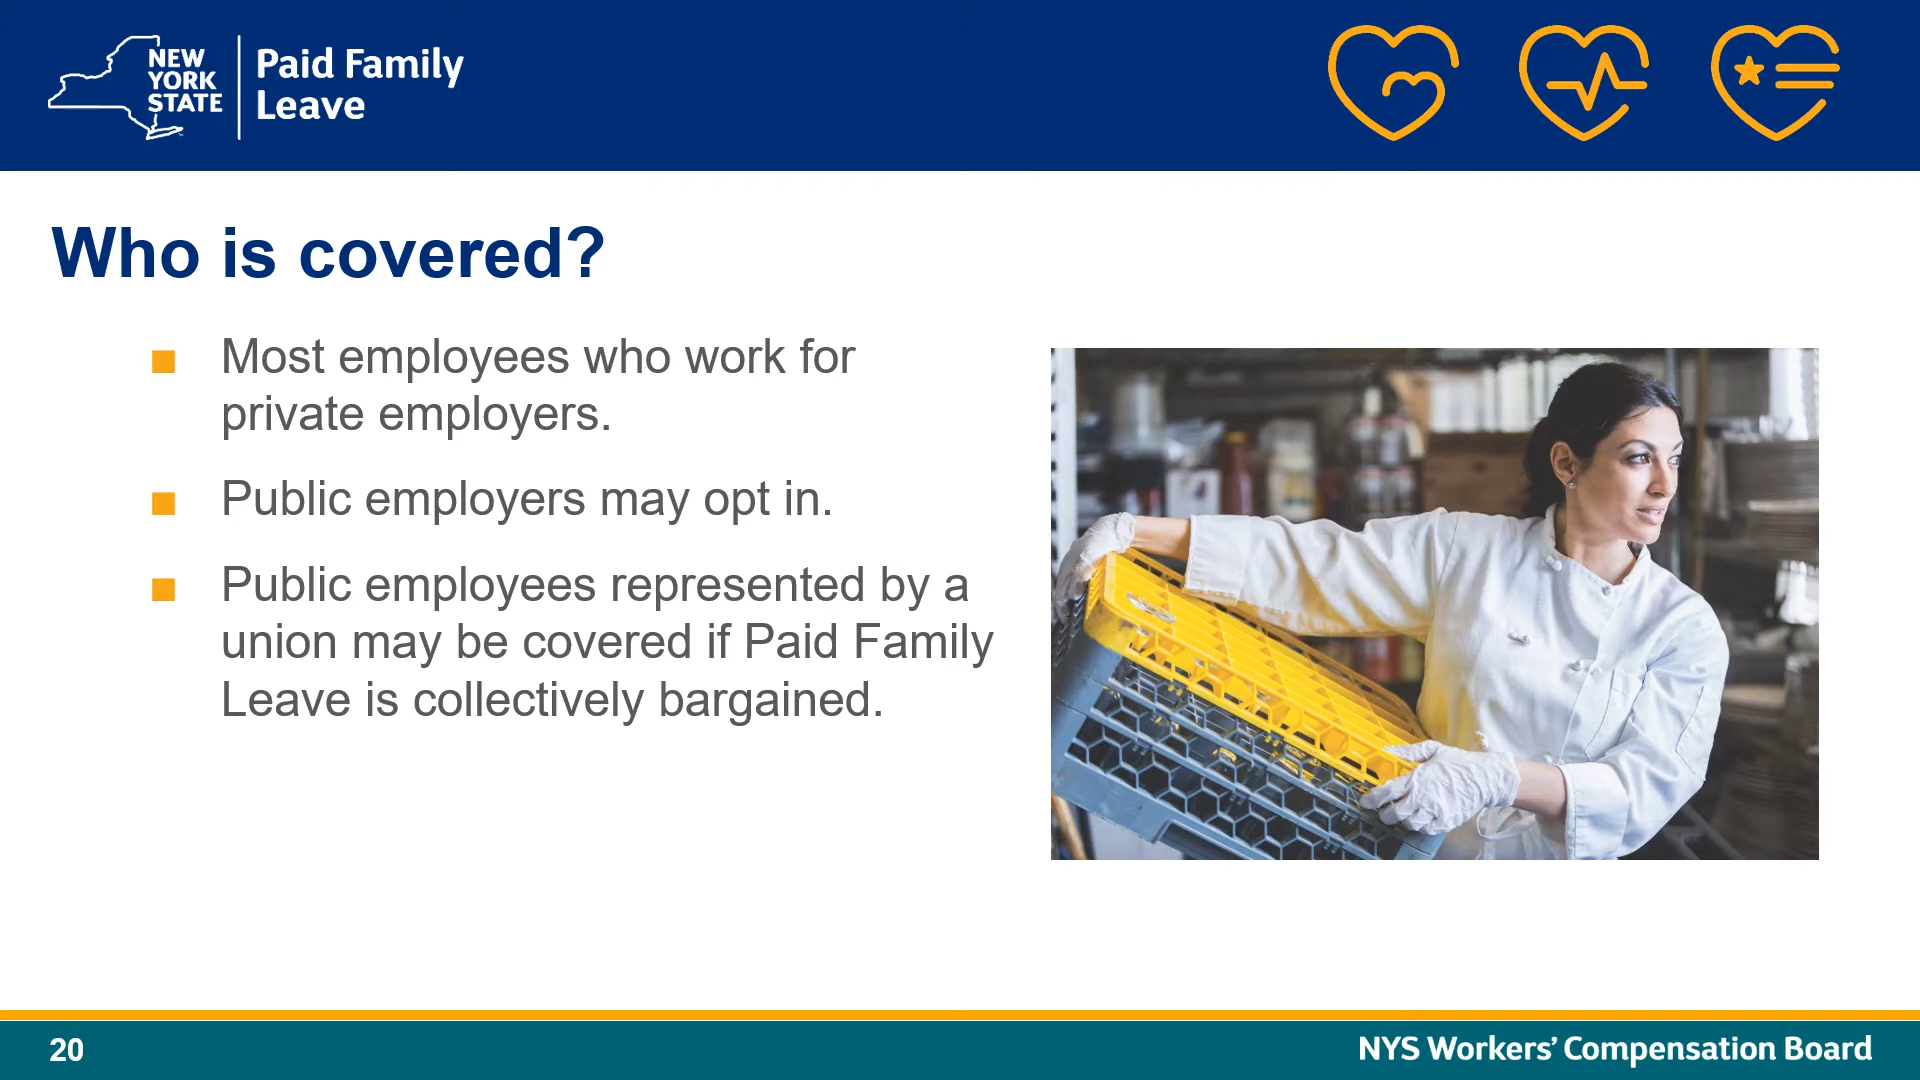 NEW
YORK
STATE
Paid Family
Leave
Who is covered?
■ Most employees who work for
private employers.
■ Public employers may opt in.
■ Public employees represented by a
union may be covered if Paid Family
Leave is collectively bargained.
20
NYS Workers’ Compensation Board